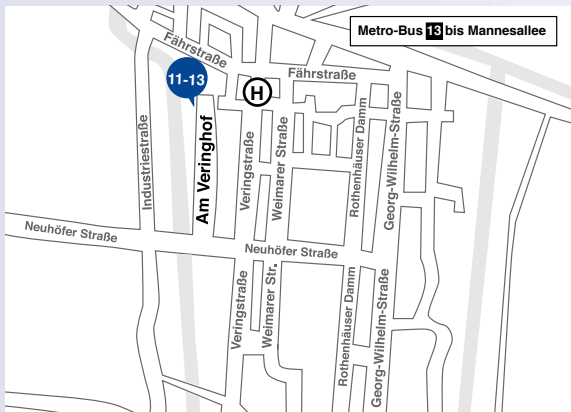 Metro-Bus 13 bis Mannesallee
Fährstraße
Fährstraße
11-13
H
Industriestraße
Am Veringhof
Veringstraße
Weimarer Straße
Rothenhäuser Damm
Georg-Wilhelm-Straße
Neuhöfer Straße
Neuhöfer Straße
Veringstraße
Weimarer Str.
Rothenhäuser Damm
Georg-Wilhelm-Straße